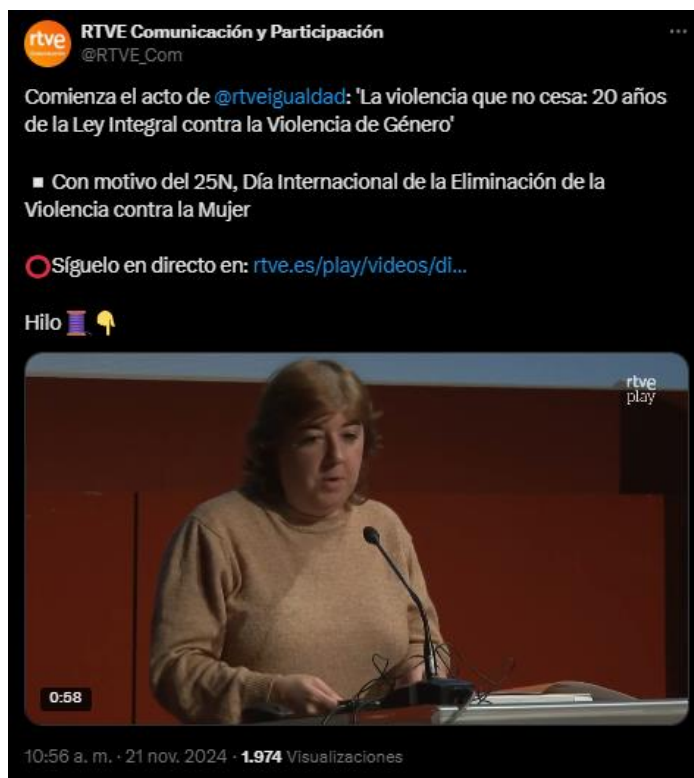 rtve
RTVE Comunicación y Participación
@RTVE_Com
Comienza el acto de @rtveigualdad: 'La violencia que no cesa: 20 años
de la Ley Integral contra la Violencia de Género'
▪️ Con motivo del 25N, Día Internacional de la Eliminación de la
Violencia contra la Mujer
⭕Síguelo en directo en: rtve.es/play/videos/di...
Hilo 🧵 👇
rtve
play
0:58
10:56 a. m. · 21 nov. 2024 · 1.974 Visualizaciones